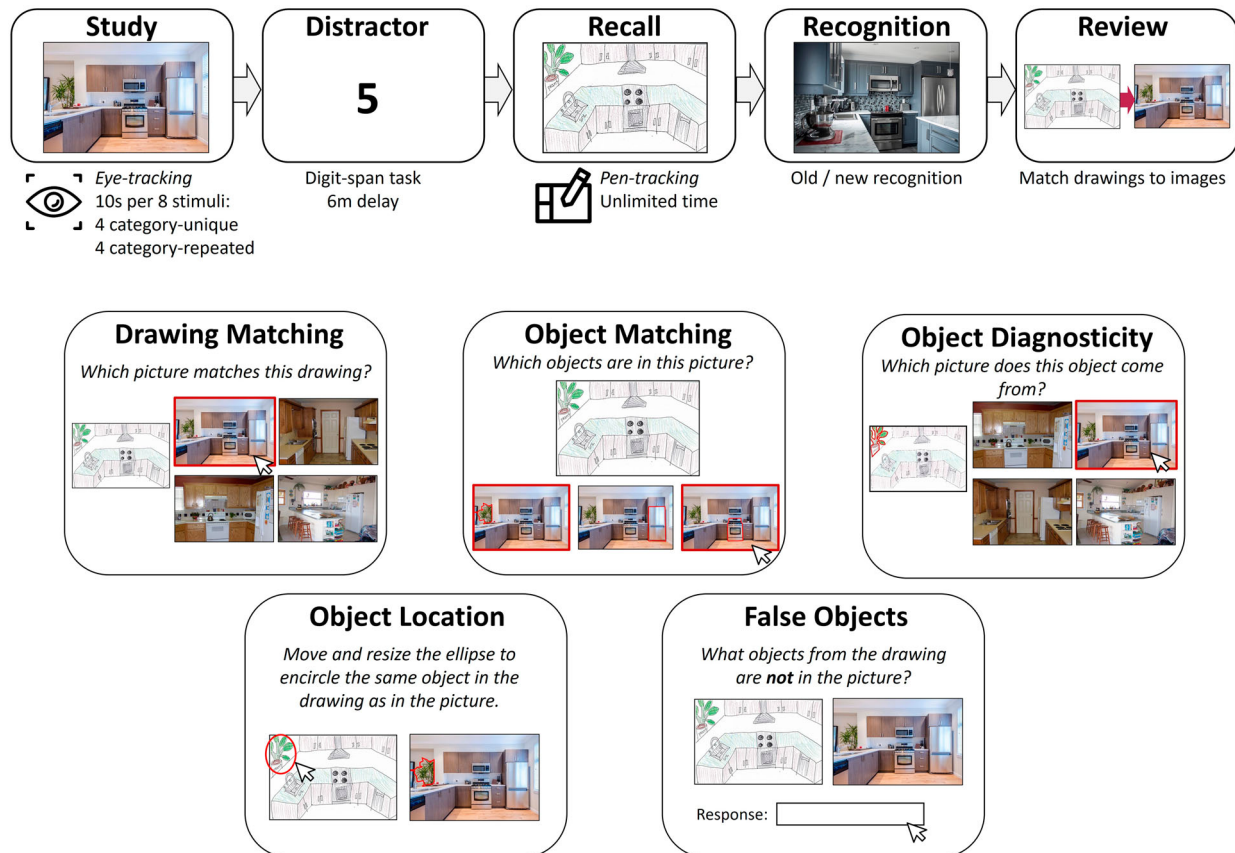 Study
Distractor
Recall
Recognition
Review
5
Eye-tracking
10s per 8 stimuli:
4 category-unique
4 category-repeated
Digit-span task
6m delay
Pen-tracking
Unlimited time
Old / new recognition
Match drawings to images
Drawing Matching
Which picture matches this drawing?
Object Matching
Which objects are in this picture?
Object Diagnosticity
Which picture does this object come
from?
Object Location
Move and resize the ellipse to
encircle the same object in the
drawing as in the picture.
False Objects
What objects from the drawing
are not in the picture?
Response: